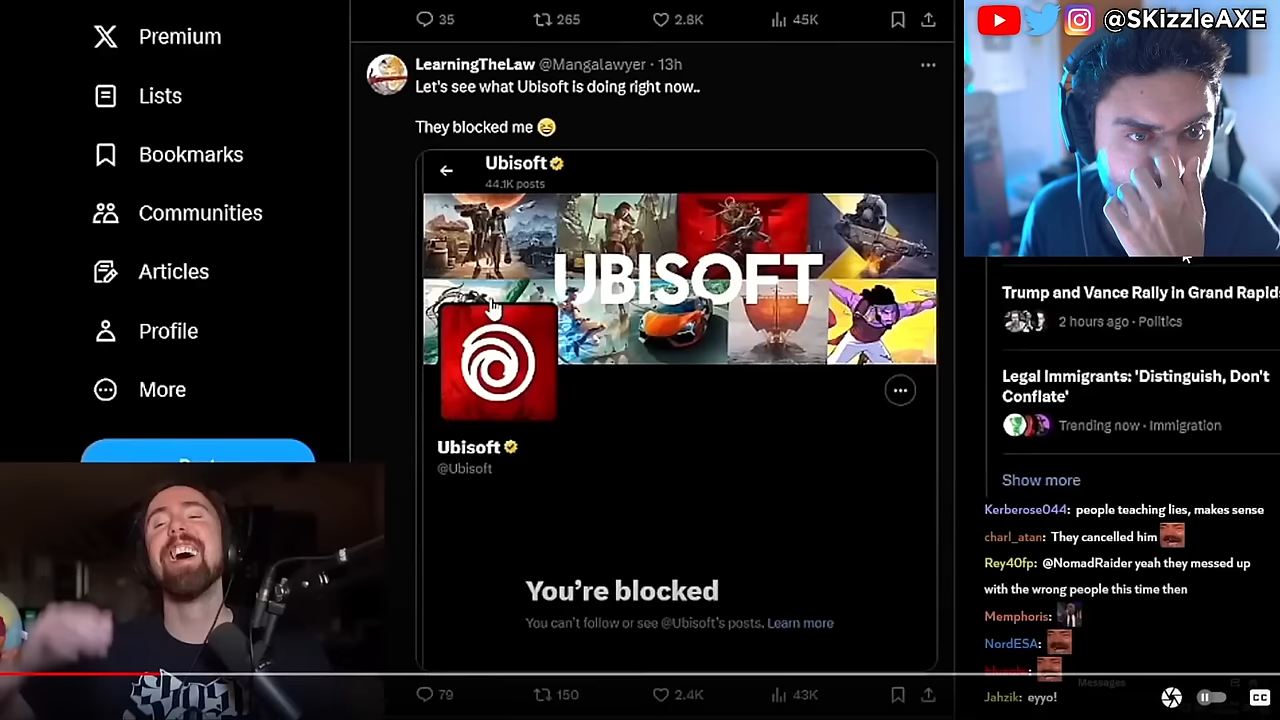 35
265
2.8K
45K
@SKizzleAXE
Premium
Lists
Bookmarks
Communities
Articles
Profile
More
LearningTheLaw @Mangalawyer · 13h
Let's see what Ubisoft is doing right now..
They blocked me
Ubisoft
44.1K posts
UBISOFT
Ubisoft
@Ubisoft
You're blocked
You can't follow or see @Ubisoft's posts. Learn more
79
150
2.4K
43K
Trump and Vance Rally in Grand Rapids
2 hours ago · Politics
Legal Immigrants: 'Distinguish, Don't
Conflate'
Trending now · Immigration
Show more
Kerberose044: people teaching lies, makes sense
charl_atan: They cancelled him
Rey40fp: @NomadRaider yeah they messed up
with the wrong people this time then
Memphoris:
NordESA:
Messages
Jahzik: eyyo!
CC